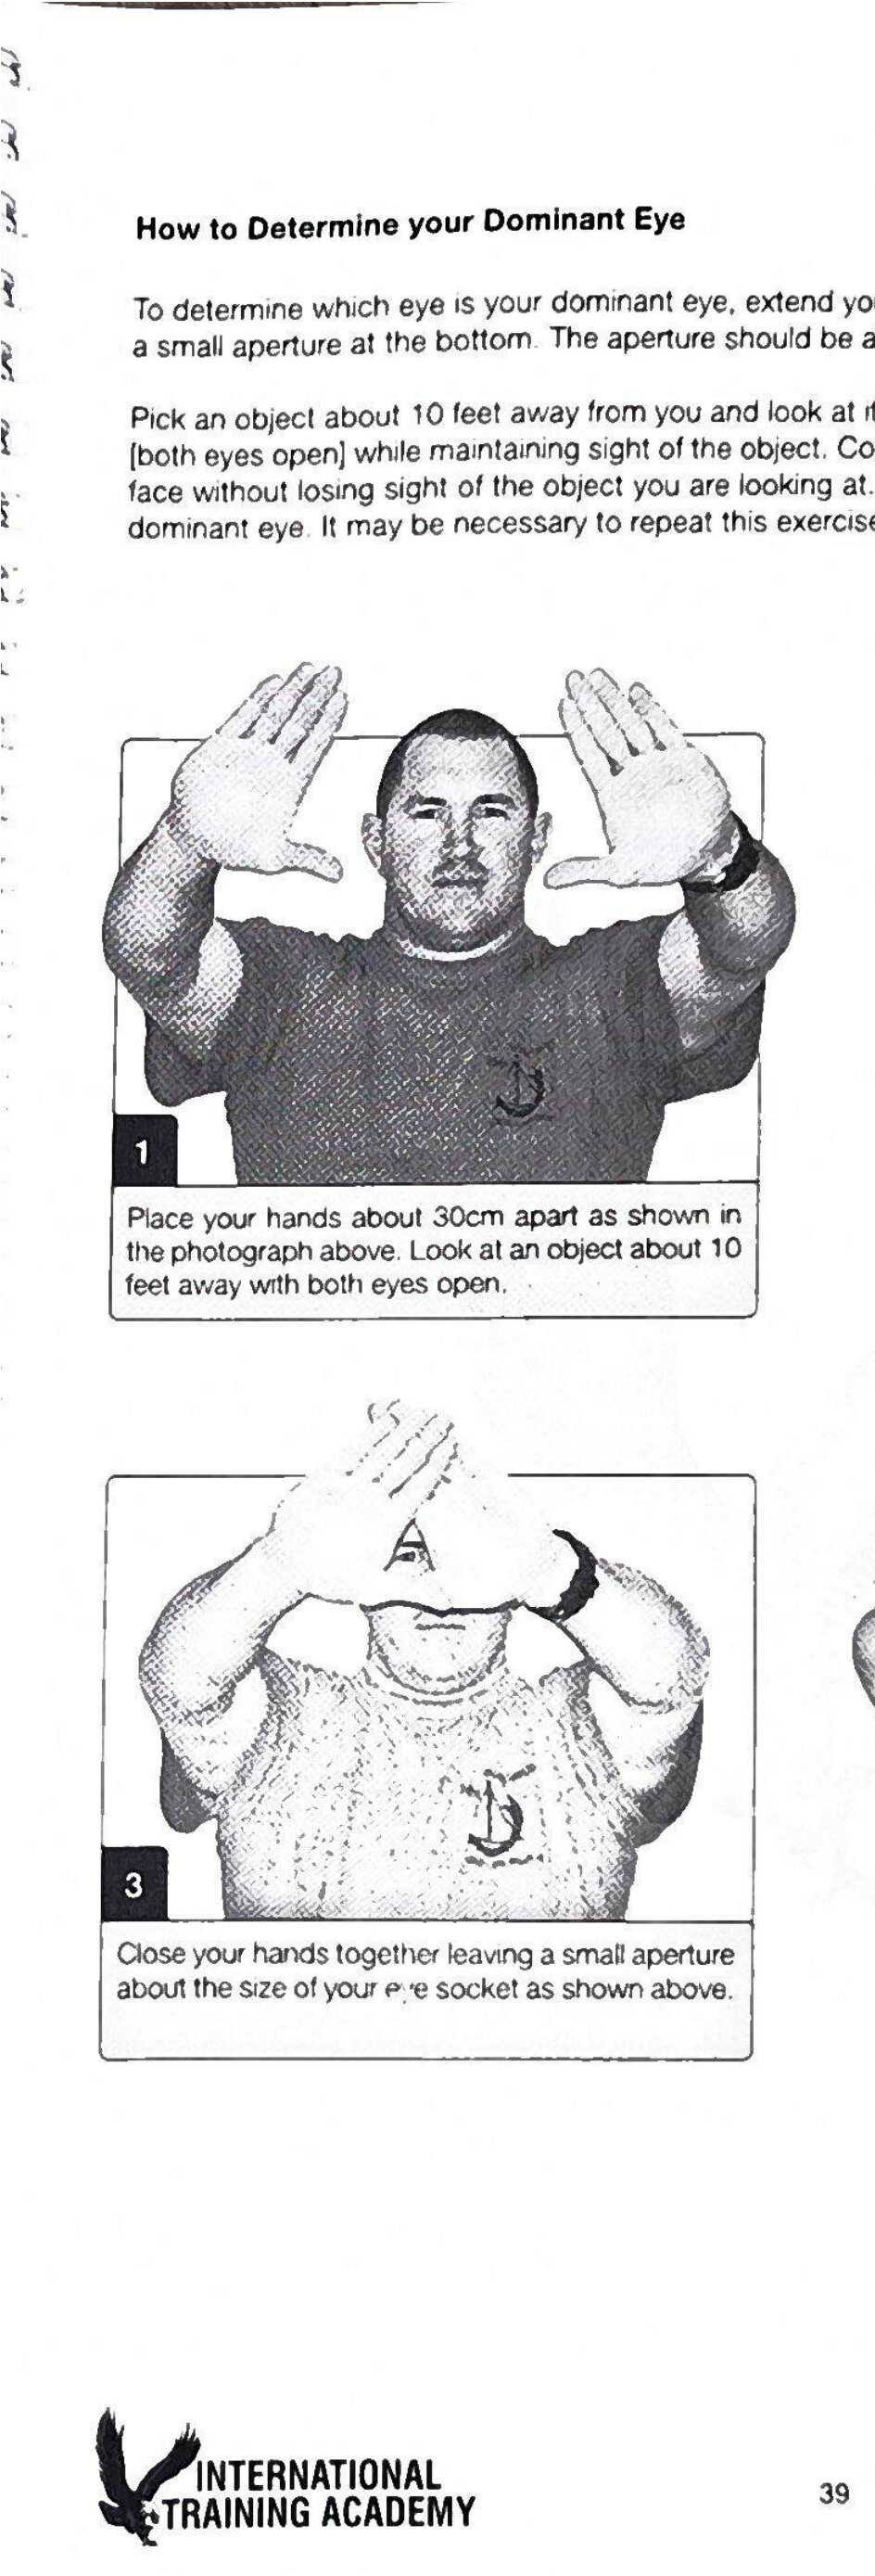 How to Determine your Dominant Eye
To determine which eye is your dominant eye, extend
a small aperture at the bottom. The aperture should be
Pick an object about 10 feet away from you and look at
[both eyes open] while maintaining sight of the object.
face without losing sight of the object you are looking at.
dominant eye. It may be necessary to repeat this exercise
1
Place your hands about 30cm apart as shown in
the photograph above. Look at an object about 10
feet away with both eyes open.
3
Close your hands together leaving a small aperture
about the size of your eye socket as shown above.
INTERNATIONAL
TRAINING ACADEMY
39